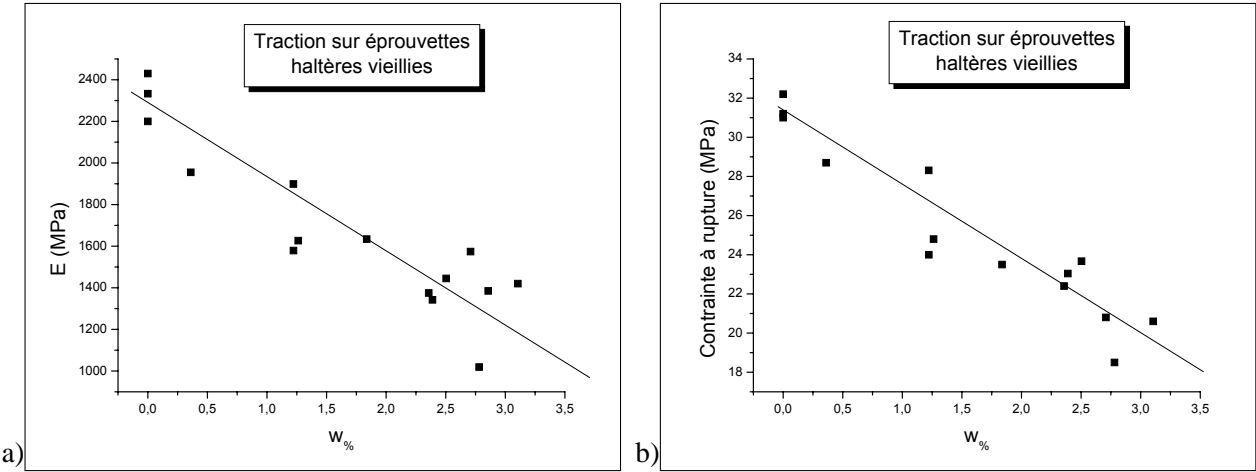 Traction sur éprouvettes
haltères vieillies
E (MPa)
2400
2200
2000
1800
1600
1400
1200
1000
0,0 0,5 1,0 1,5 2,0 2,5 3,0 3,5
w%
a)
Traction sur éprouvettes
haltères vieillies
Contrainte à rupture (MPa)
34
32
30
28
26
24
22
20
18
0,0 0,5 1,0 1,5 2,0 2,5 3,0 3,5
w%
b)